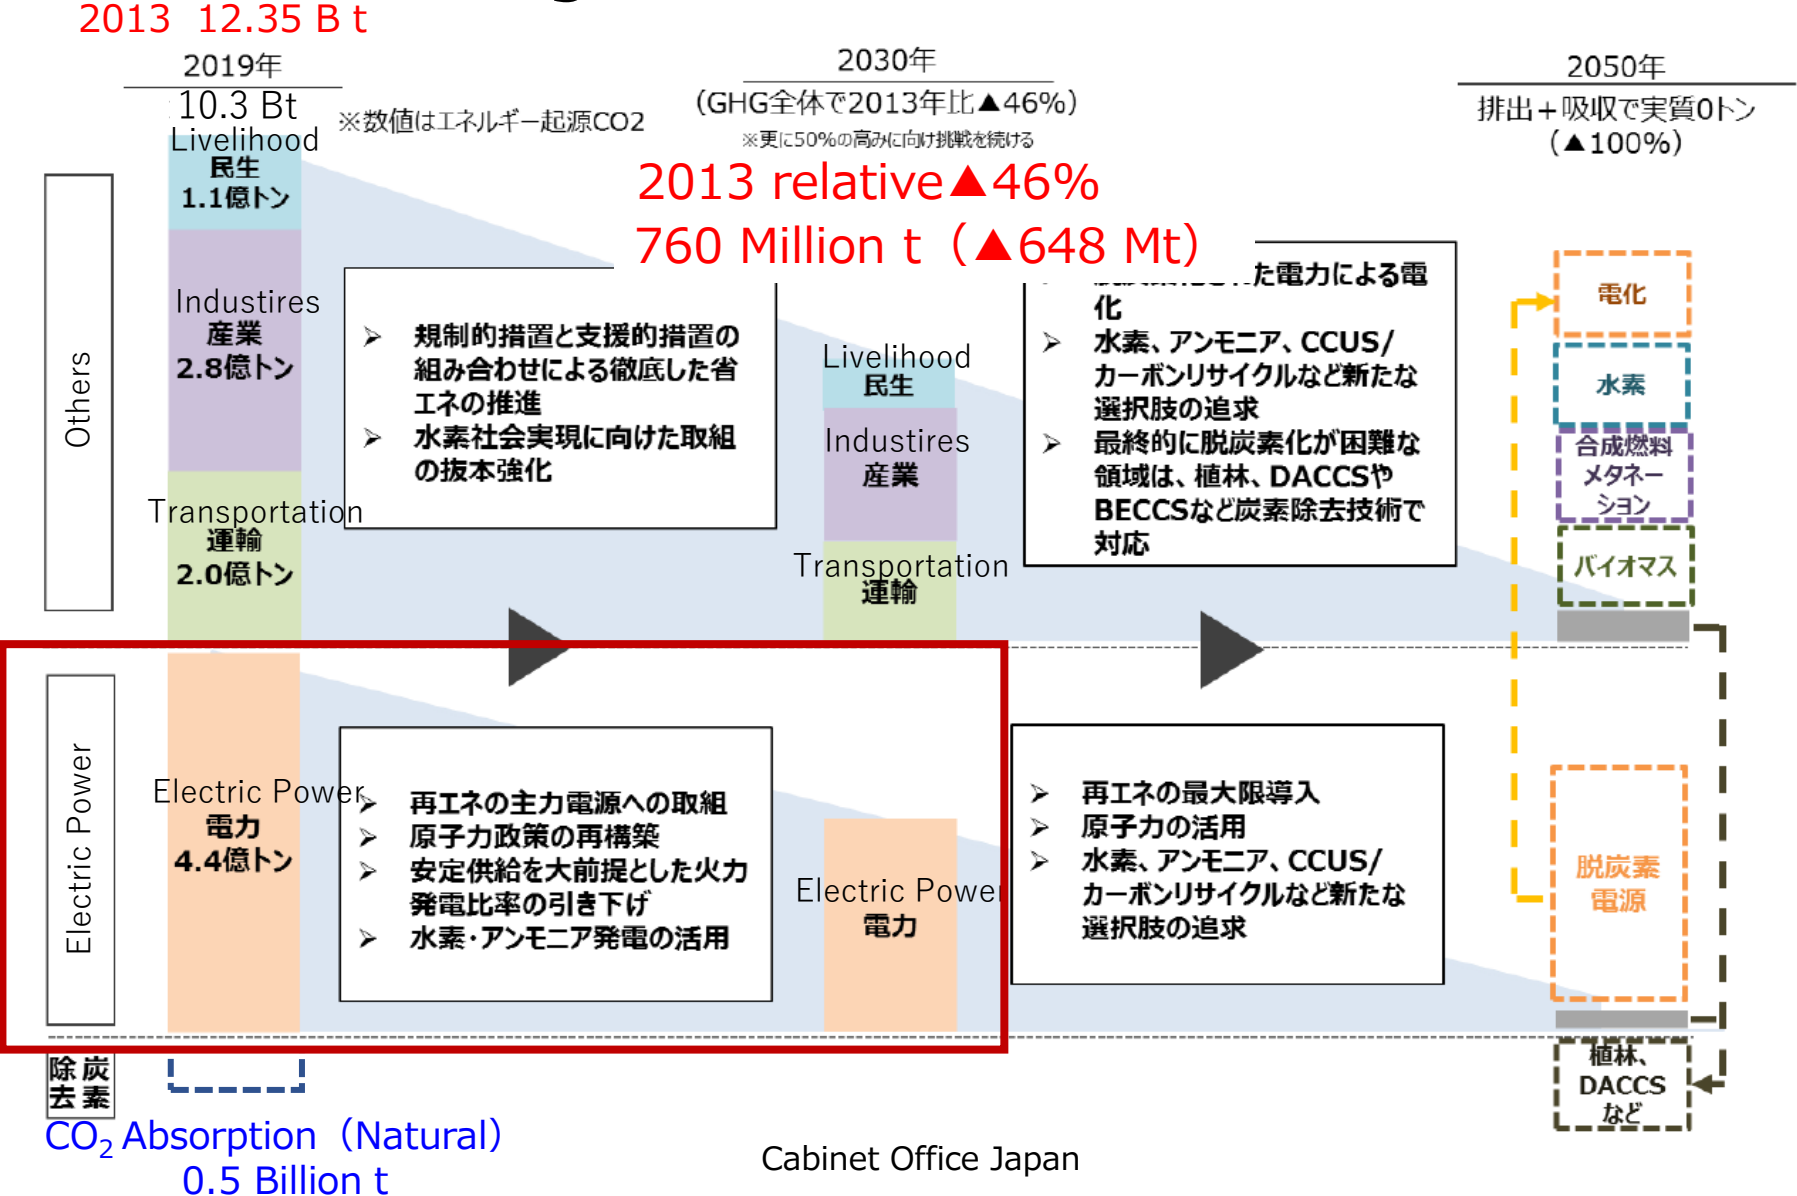 2013 12.35 B t
2019年
10.3 Bt
※数値はエネルギー起源CO2
2030年
(GHG全体で2013年比▲46%)
※更に50%の高みに向け挑戦を続ける
2013 relative▲46%
760 Million t（▲648 Mt）
2050年
排出＋吸収で実質0トン
(▲100%)
Others
Livelihood
民生
1.1億トン
Industires
産業
2.8億トン
Transportation
運輸
2.0億トン
➢ 規制的措置と支援的措置の
組み合わせによる徹底した省
エネの推進
➢ 水素社会実現に向けた取組
の抜本強化
Livelihood
民生
Industires
産業
Transportation
運輸
た電力による電
化
➢ 水素、アンモニア、CCUS/
カーボンリサイクルなど新たな
選択肢の追求
➢ 最終的に脱炭素化が困難な
領域は、植林、DACCSや
BECCSなど炭素除去技術で
対応
電化
水素
合成燃料
メタネー
ション
バイオマス
Electric Power
Electric Power
電力
4.4億トン
➢ 再エネの主力電源への取組
➢ 原子力政策の再構築
➢ 安定供給を大前提とした火力
発電比率の引き下げ
➢ 水素・アンモニア発電の活用
Electric Power
電力
➢ 再エネの最大限導入
➢ 原子力の活用
➢ 水素、アンモニア、CCUS/
カーボンリサイクルなど新たな
選択肢の追求
脱炭素
電源
炭素
除去
植林、
DACCS
など
CO₂ Absorption（Natural）
0.5 Billion t
Cabinet Office Japan